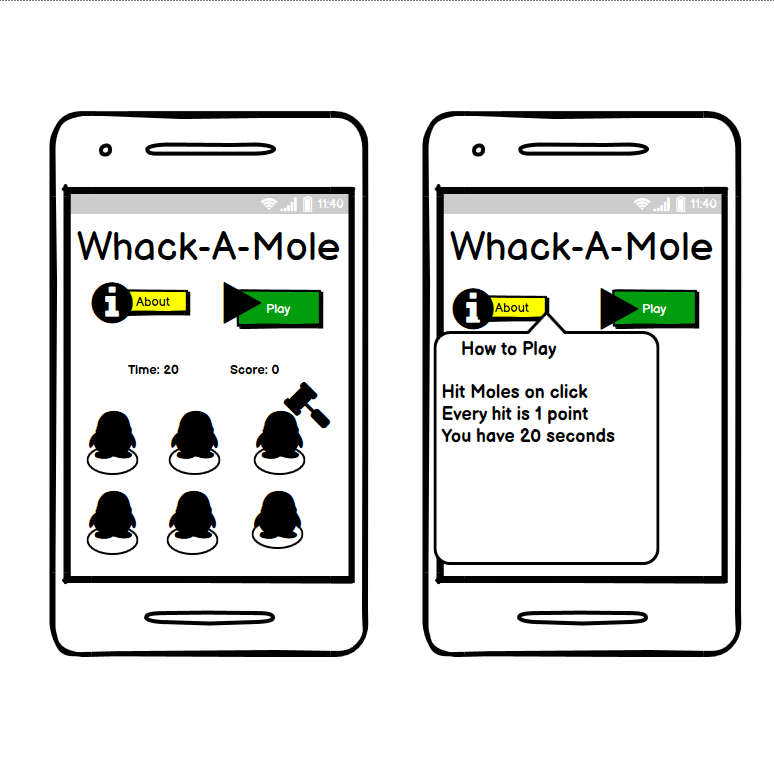 11:40
Whack-A-Mole
i About
Play
Time: 20 Score: 0
11:40
Whack-A-Mole
i About
Play
How to Play
Hit Moles on click
Every hit is 1 point
You have 20 seconds